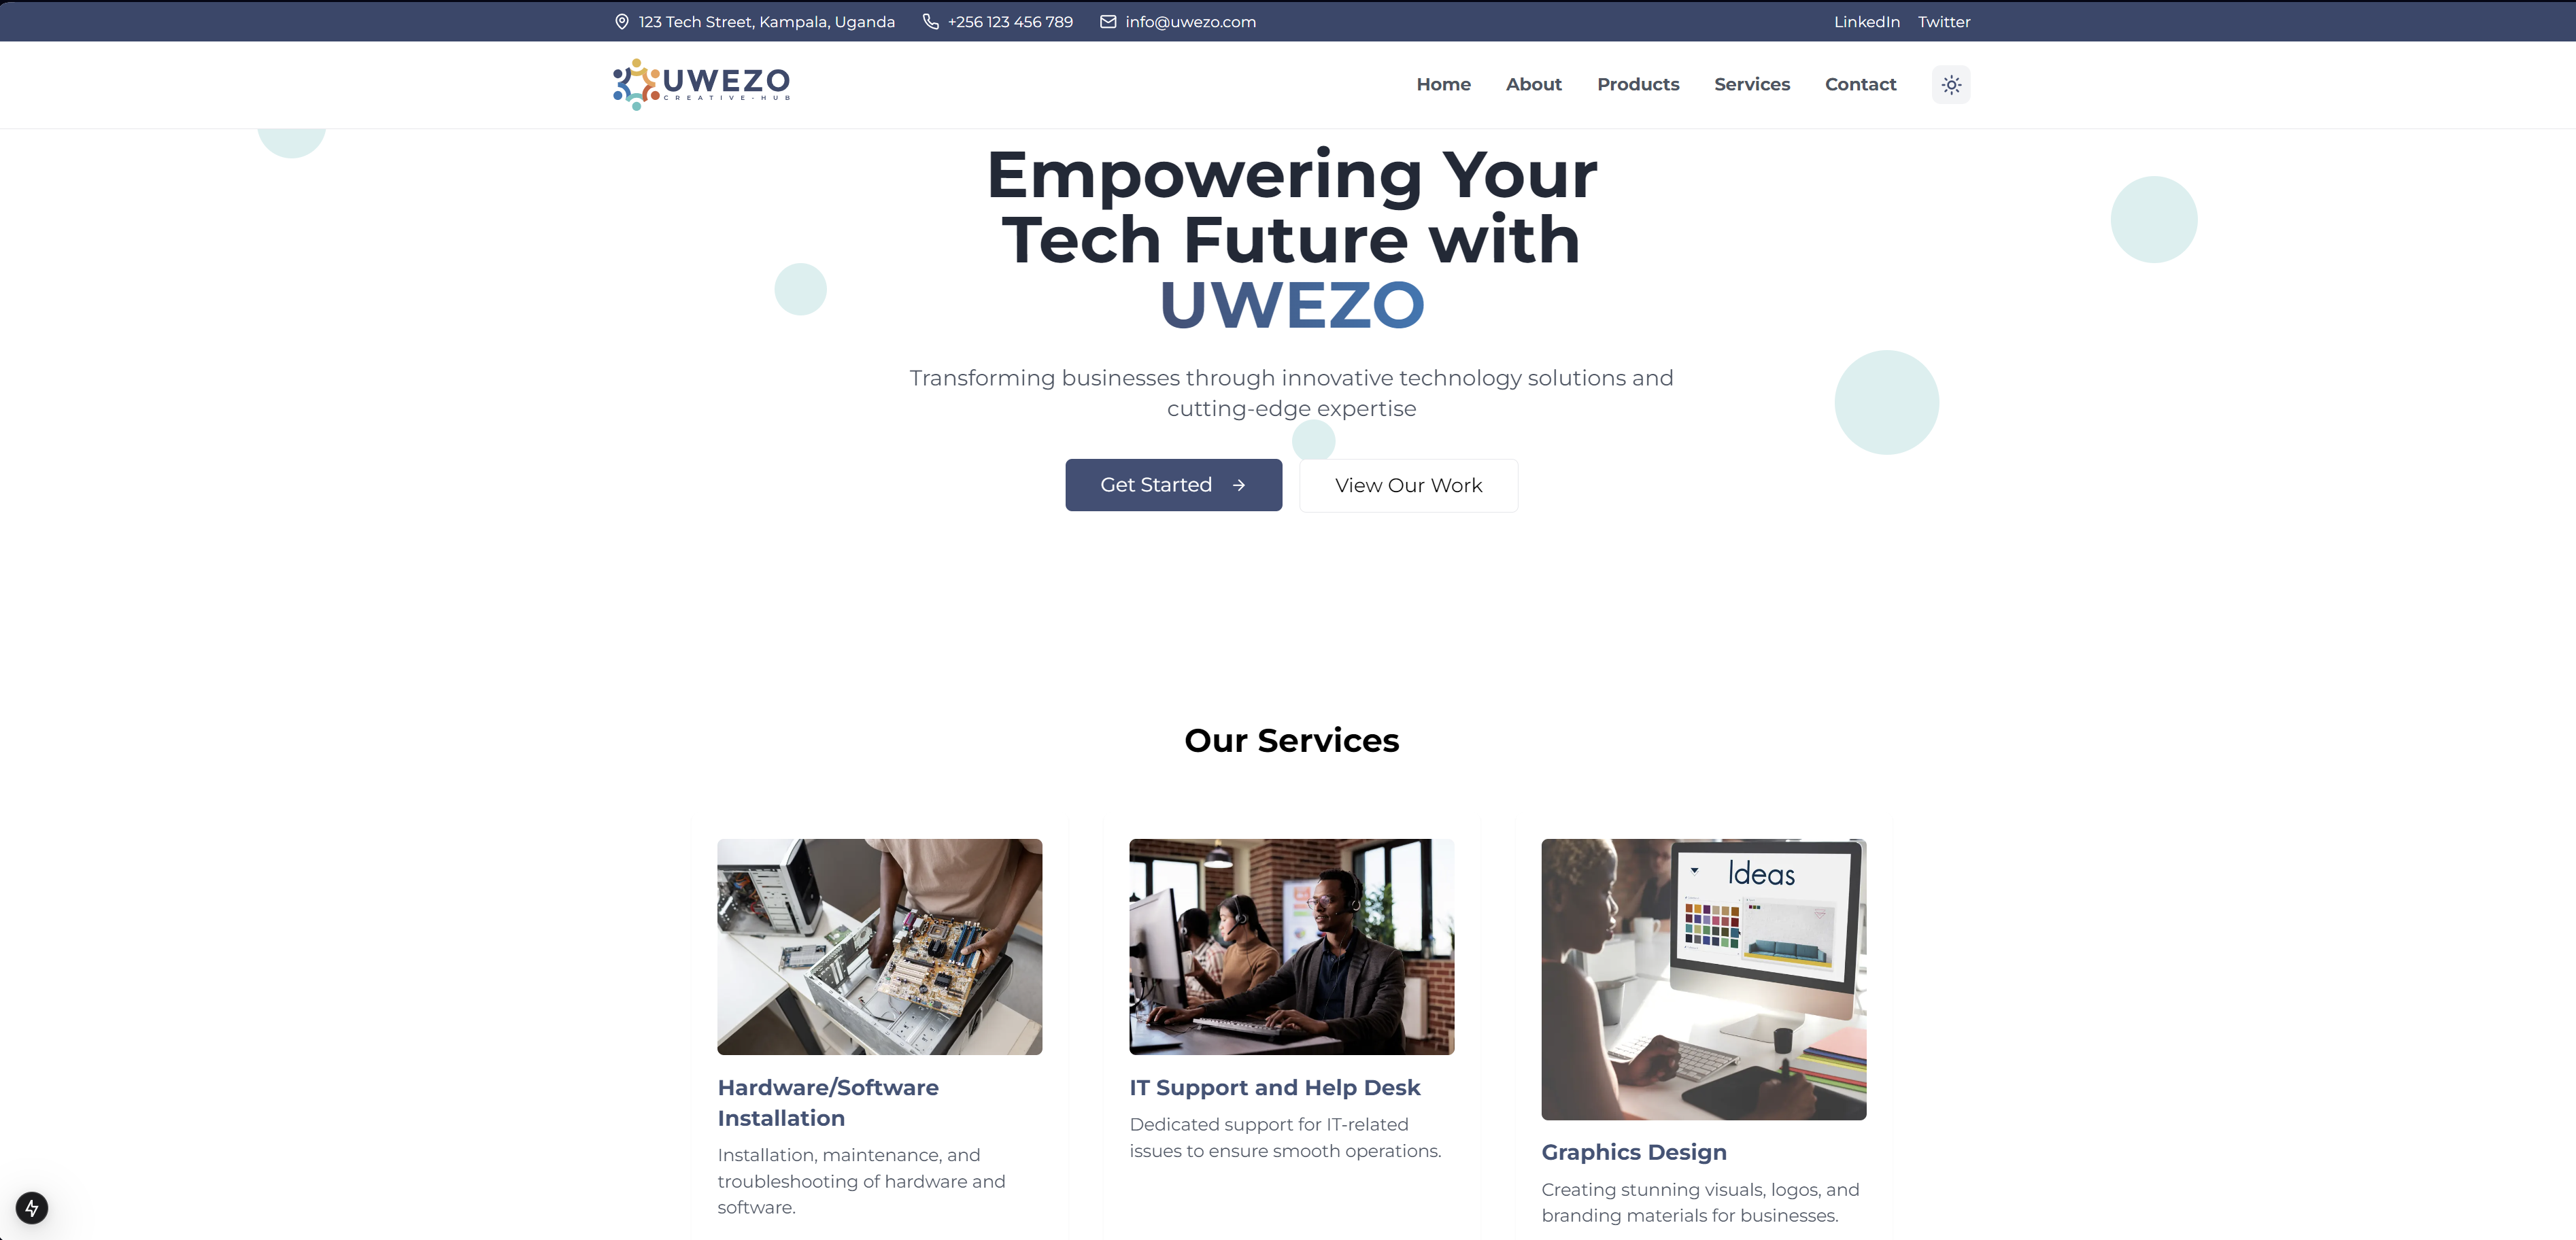 123 Tech Street, Kampala, Uganda
+256 123 456 789
info@uwezo.com
LinkedIn
Twitter
UWEZO
CREATIVE-HUB
Home
About
Products
Services
Contact
Empowering Your
Tech Future with
UWEZO
Transforming businesses through innovative technology solutions and
cutting-edge expertise
Get Started
View Our Work
Our Services
Ideas
Hardware/Software
Installation
Installation, maintenance, and
troubleshooting of hardware and
software.
IT Support and Help Desk
Dedicated support for IT-related
issues to ensure smooth operations.
Graphics Design
Creating stunning visuals, logos, and
branding materials for businesses.